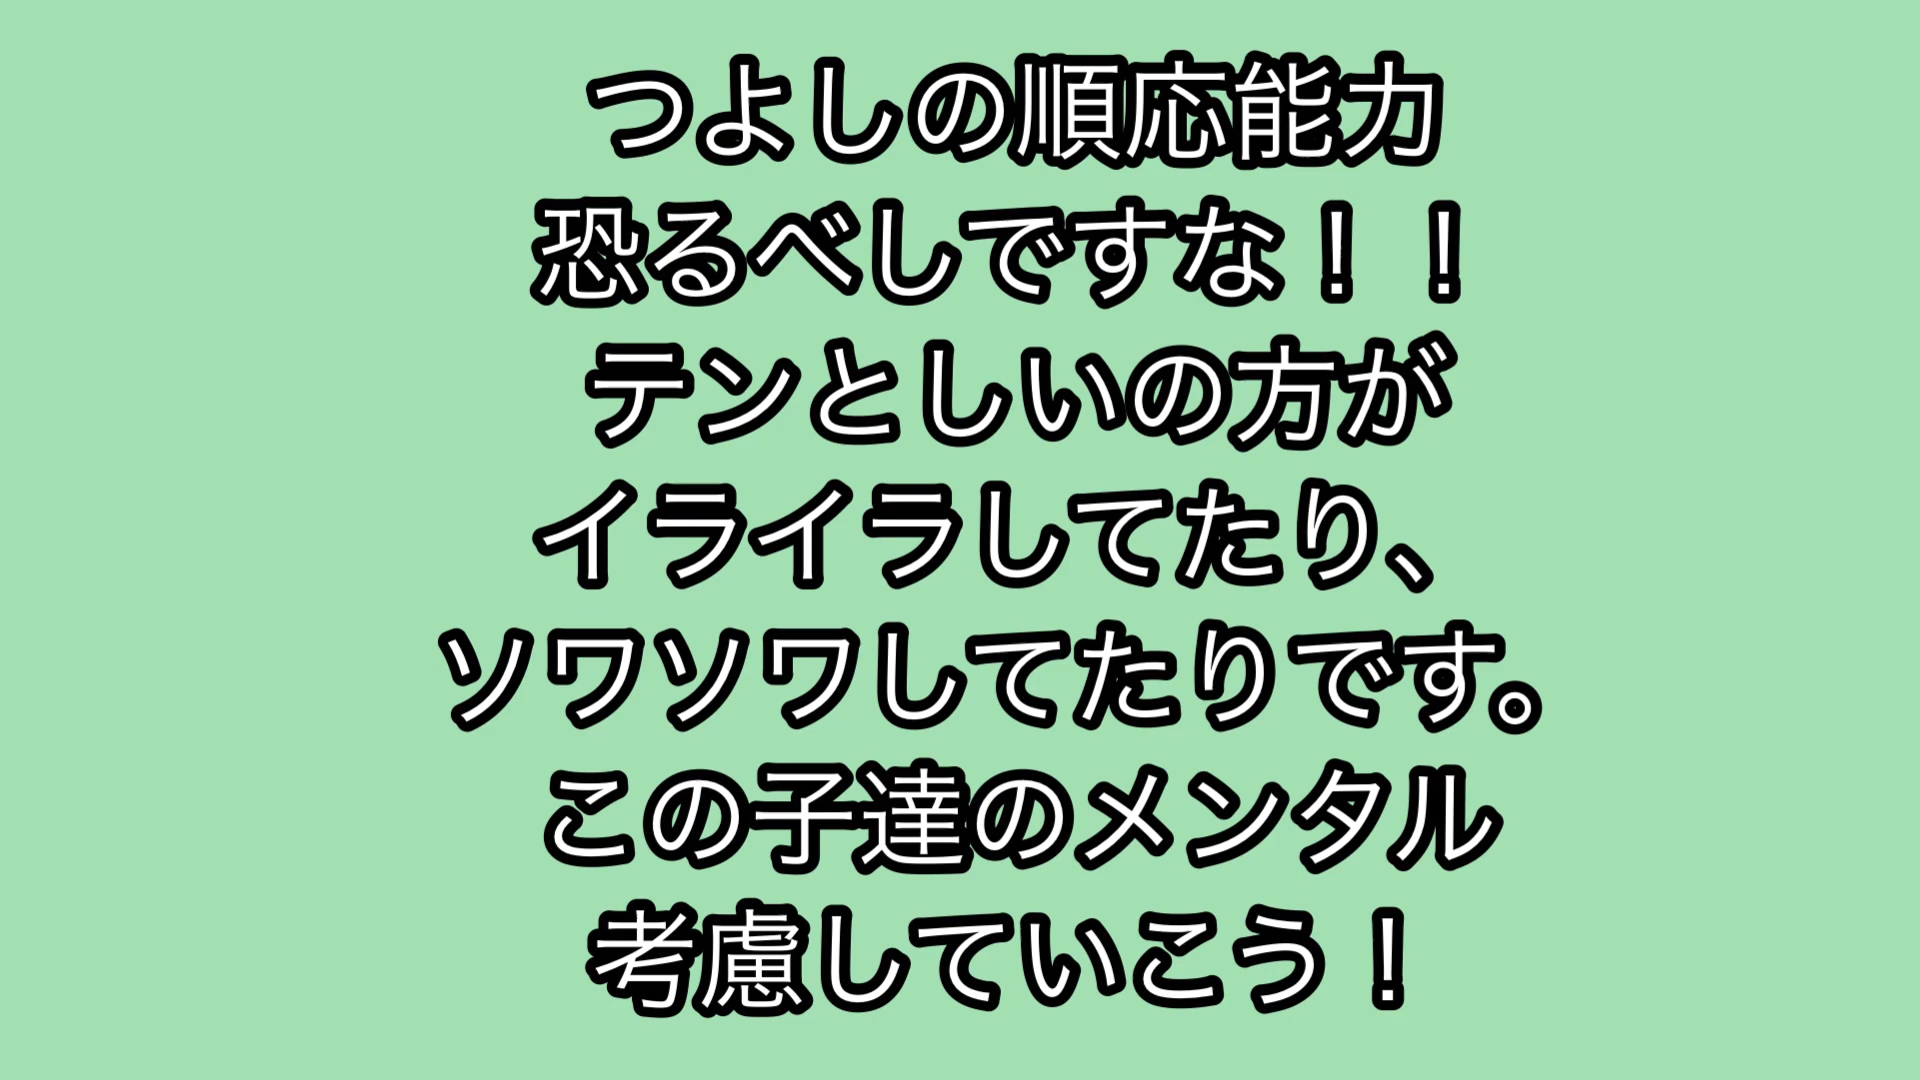 つよしの順応能力
恐るべしですな！！
テンとしいの方が
イライラしてたり、
ソワソワしてたりです。
この子達のメンタル
考慮していこう！